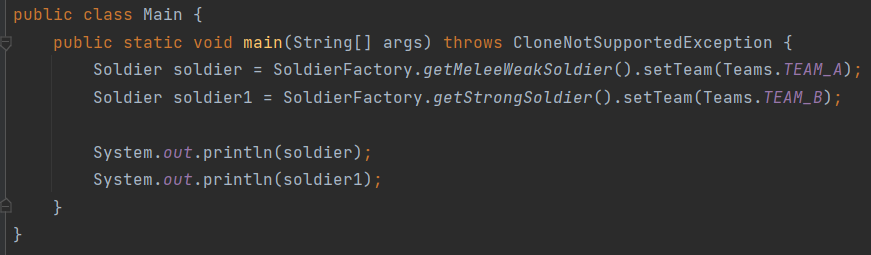 public class Main {
    public static void main(String[] args) throws CloneNotSupportedException {
        Soldier soldier = SoldierFactory.getMeleeWeakSoldier().setTeam(Teams.TEAM_A);
        Soldier soldier1 = SoldierFactory.getStrongSoldier().setTeam(Teams.TEAM_B);

        System.out.println(soldier);
        System.out.println(soldier1);
    }
}